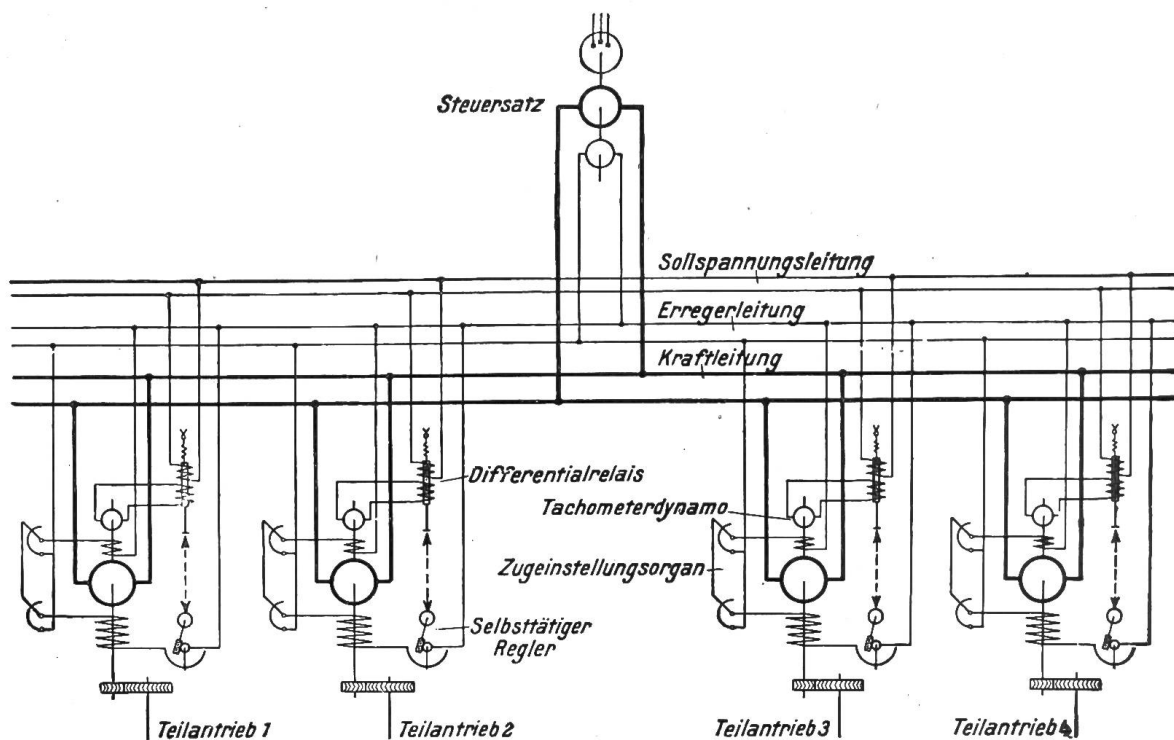 Steuersatz
Sollspannungsleitung
Erregerleitung
Kraftleitung
Differentialrelais
Tachometerdynamo
Zugeinstellungsorgan
Selbsttätiger
Regler
Teilantrieb 1
Teilantrieb 2
Teilantrieb 3
Teilantrieb 4